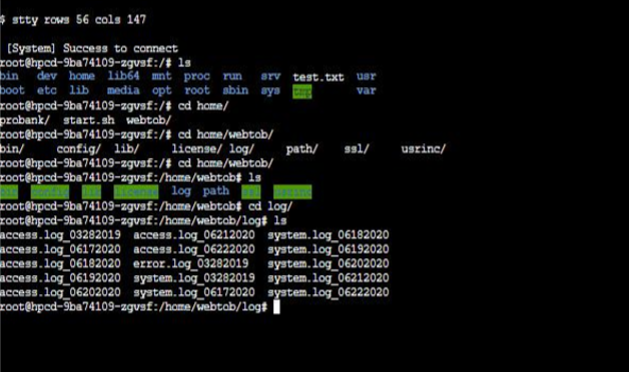 $ stty rows 56 cols 147
[System] Success to connect
root@hpcd-9ba74109-zgvsf:/# ls
bin dev home lib64 mnt proc run srv test.txt usr
boot etc lib media opt root sbin sys tmp var
root@hpcd-9ba74109-zgvsf:/# cd home/
probank/ start.sh webtob/
root@hpcd-9ba74109-zgvsf:/# cd home/webtob/
bin/ config/ lib/ license/ log/ path/ ssl/ usrinc/
root@hpcd-9ba74109-zgvsf:/# cd home/webtob/
root@hpcd-9ba74109-zgvsf:/home/webtob# ls
bin config lib license log path ssl usrinc
root@hpcd-9ba74109-zgvsf:/home/webtob# cd log/
root@hpcd-9ba74109-zgvsf:/home/webtob/log# ls
access.log_03282019 access.log_06212020 system.log_06182020
access.log_06172020 access.log_06222020 system.log_06192020
access.log_06182020 error.log_03282019 system.log_06202020
access.log_06192020 system.log_03282019 system.log_06212020
access.log_06202020 system.log_06172020 system.log_06222020
root@hpcd-9ba74109-zgvsf:/home/webtob/log#